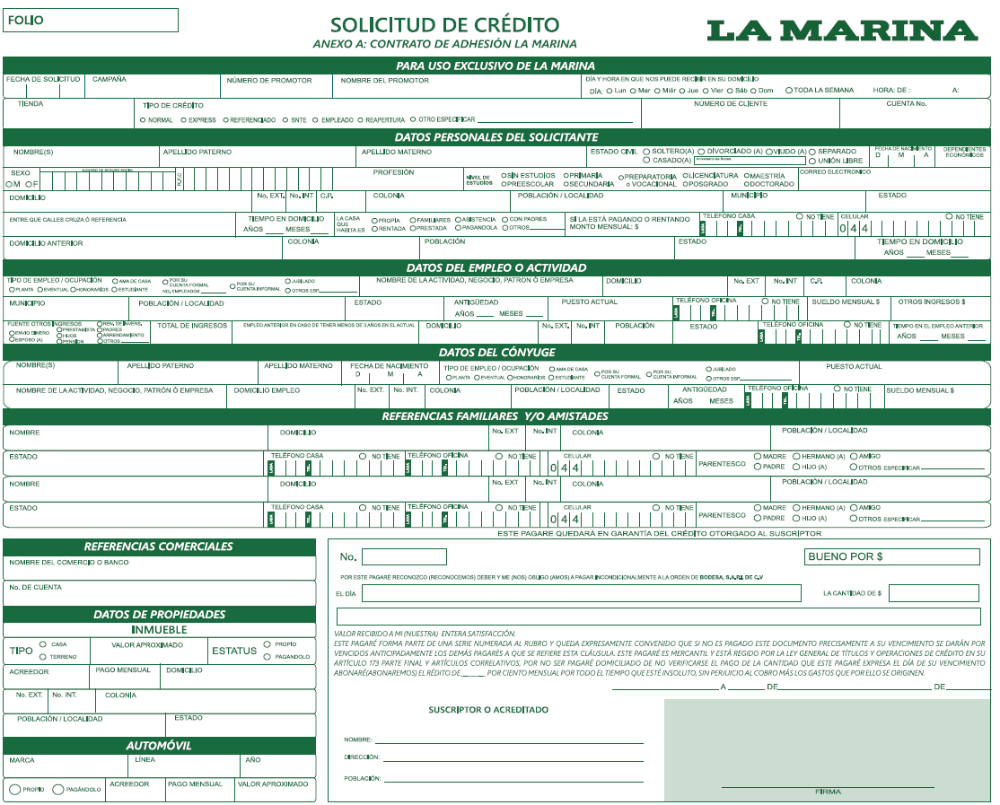 FOLIO
SOLICITUD DE CRÉDITO
ANEXO A: CONTRATO DE ADHESIÓN LA MARINA
LA MARINA
PARA USO EXCLUSIVO DE LA MARINA
FECHA DE SOLICITUD CAMPAÑA NÚMERO DE PROMOTOR NOMBRE DEL PROMOTOR DÍA Y HORA EN QUE NOS PUEDE RECIBIR EN SU DOMICILIO
DÍA: Lun Mar Miér Jue Vier Sáb Dom TODA LA SEMANA HORA: DE : A:
TIENDA TIPO DE CRÉDITO NÚMERO DE CLIENTE CUENTA No.
NORMAL EXPRESS REFERENCIADO SNTE EMPLEADO REAPERTURA OTRO ESPECIFICAR
DATOS PERSONALES DEL SOLICITANTE
NOMBRE(S) APELLIDO PATERNO APELLIDO MATERNO ESTADO CIVIL SOLTERO(A) DIVORCIADO (A) VIUDO (A) SEPARADO FECHA DE NACIMIENTO DEPENDIENTES ECONÓMICOS
CASADO(A) Aniversario de Bodas UNIÓN LIBRE D M A
SEXO NÚMERO DE SEGURO SOCIAL R.F.C PROFESIÓN NIVEL DE ESTUDIOS SIN ESTUDIOS PRIMARIA PREPARATORIA LICENCIATURA MAESTRÍA CORREO ELECTRONICO
M F PREESCOLAR SECUNDARIA o VOCACIONAL POSGRADO DOCTORADO
DOMICILIO No. EXT. No. INT C.P. COLONIA POBLACIÓN / LOCALIDAD MUNICIPIO ESTADO
ENTRE QUE CALLES CRUZA Ó REFERENCIA TIEMPO EN DOMICILIO LA CASA QUE HABITA ES PROPÍA FAMILIARES ASISTENCIA CON PADRES SI LA ESTÁ PAGANDO O RENTANDO TELEFONO CASA NO TIENE CELULAR NO TIENE
AÑOS MESES RENTADA PRESTADA PAGANDOLA OTROS MONTO MENSUAL: $ LADA TEL. 0 4 4
DOMICILIO ANTERIOR COLONIA POBLACIÓN ESTADO TIEMPO EN DOMICILIO
AÑOS MESES
DATOS DEL EMPLEO O ACTIVIDAD
TÍPO DE EMPLEO / OCUPACIÓN AMA DE CASA POR SU CUENTA FORMAL POR SU CUENTA INFORMAL JUBILADO NOMBRE DE LA ACTIVIDAD, NEGOCIO, PATRON Ó EMPRESA DOMICILIO No. EXT No. INT C.P. COLONIA
PLANTA EVENTUAL HONORARIOS ESTUDIANTE NO. EMPLEADOS OTROS ESP.
MUNICIPIO POBLACIÓN / LOCALIDAD ESTADO ANTIGÜEDAD PUESTO ACTUAL TELÉFONO OFICINA NO TIENE SUELDO MENSUAL $ OTROS INGRESOS $
AÑOS MESES LADA TEL.
FUENTE OTROS INGRESOS REN. DE INVERS. TOTAL DE INGRESOS EMPLEO ANTERIOR EN CASO DE TENER MENOS DE 3 AÑOS EN EL ACTUAL DOMICILIO No. EXT. No. INT. POBLACIÓN ESTADO TELÉFONO OFICINA NO TIENE TIEMPO EN EL EMPLEO ANTERIOR
ENVIO DINERO PRESTAMISTA PADRES
ESPOSO (A) HIJOS ARRENDAMIENTO LADA TEL. AÑOS MESES
PENSIÓN OTROS
DATOS DEL CÓNYUGE
NOMBRE(S) APELLIDO PATERNO APELLIDO MATERNO FECHA DE NACIMIENTO TÍPO DE EMPLEO / OCUPACIÓN AMA DE CASA POR SU CUENTA FORMAL POR SU CUENTA INFORMAL JUBILADO PUESTO ACTUAL
D M A PLANTA EVENTUAL HONORARIOS ESTUDIANTE OTROS ESP.
NOMBRE DE LA ACTIVIDAD, NEGOCIO, PATRÓN Ó EMPRESA DOMICILIO EMPLEO No. EXT. No. INT. COLONIA POBLACIÓN / LOCALIDAD ESTADO ANTIGÜEDAD TELÉFONO OFICINA NO TIENE SUELDO MENSUAL $
AÑOS MESES LADA TEL.
REFERENCIAS FAMILIARES Y/O AMISTADES
NOMBRE DOMICILIO No. EXT No. INT COLONIA POBLACIÓN / LOCALIDAD
ESTADO TELÉFONO CASA NO TIENE TELÉFONO OFICINA NO TIENE CELULAR NO TIENE PARENTESCO MADRE HERMANO (A) AMIGO
LADA TEL. LADA TEL. 0 4 4 PADRE HIJO (A) OTROS ESPECIFICAR
NOMBRE DOMICILIO No. EXT No. INT COLONIA POBLACIÓN / LOCALIDAD
ESTADO TELÉFONO CASA NO TIENE TELÉFONO OFICINA NO TIENE CELULAR NO TIENE PARENTESCO MADRE HERMANO (A) AMIGO
LADA TEL. LADA TEL. 0 4 4 PADRE HIJO (A) OTROS ESPECIFICAR
ESTE PAGARE QUEDARÁ EN GARANTÍA DEL CRÉDITO OTORGADO AL SUSCRIPTOR
REFERENCIAS COMERCIALES
NOMBRE DEL COMERCIO O BANCO
No. DE CUENTA
DATOS DE PROPIEDADES
INMUEBLE
TIPO CASA VALOR APROXIMADO ESTATUS PROPÍO
TERRENO PAGANDOLO
ACREEDOR PAGO MENSUAL DOMICILIO
No. EXT. No. INT. COLONÍA
POBLACIÓN / LOCALIDAD ESTADO
AUTOMÓVIL
MARCA LÍNEA AÑO
PROPÍO PAGÁNDOLO ACREEDOR PAGO MENSUAL VALOR APROXIMADO
No. BUENO POR $
POR ESTE PAGARÉ RECONOZCO (RECONOCEMOS) DEBER Y ME (NOS) OBLIGO (AMOS) A PAGAR INCONDICIONALMENTE A LA ORDEN DE BODESA, S.A.P.I. DE C.V
EL DÍA LA CANTIDAD DE $
VALOR RECIBIDO A MI (NUESTRA) ENTERA SATISFACCIÓN.
ESTE PAGARÉ FORMA PARTE DE UNA SERIE NUMERADA AL RUBRO Y QUEDA EXPRESAMENTE CONVENIDO QUE SI NO ES PAGADO ESTE DOCUMENTO PRECISAMENTE A SU VENCIMIENTO SE DARÁN POR
VENCIDOS ANTICIPADAMENTE LOS DEMÁS PAGARÉS A QUE SE REFIERE ESTA CLÁUSULA. ESTE PAGARÉ ES MERCANTIL Y ESTÁ REGIDO POR LA LEY GENERAL DE TÍTULOS Y OPERACIONES DE CRÉDITO EN SU
ARTÍCULO 173 PARTE FINAL Y ARTÍCULOS CORRELATIVOS, POR NO SER PAGARÉ DOMICILIADO DE NO VERIFICARSE EL PAGO DE LA CANTIDAD QUE ESTE PAGARÉ EXPRESA EL DÍA DE SU VENCIMIENTO
ABONARÉ(ABONAREMOS) EL RÉDITO DE ______ POR CIENTO MENSUAL POR TODO EL TIEMPO QUE ESTÉ INSOLUTO, SIN PERJUICIO AL COBRO MÁS LOS GASTOS QUE POR ELLO SE ORIGINEN.
A DE DE
SUSCRIPTOR O ACREDITADO
NOMBRE:
DIRECCIÓN:
POBLACIÓN:
FIRMA